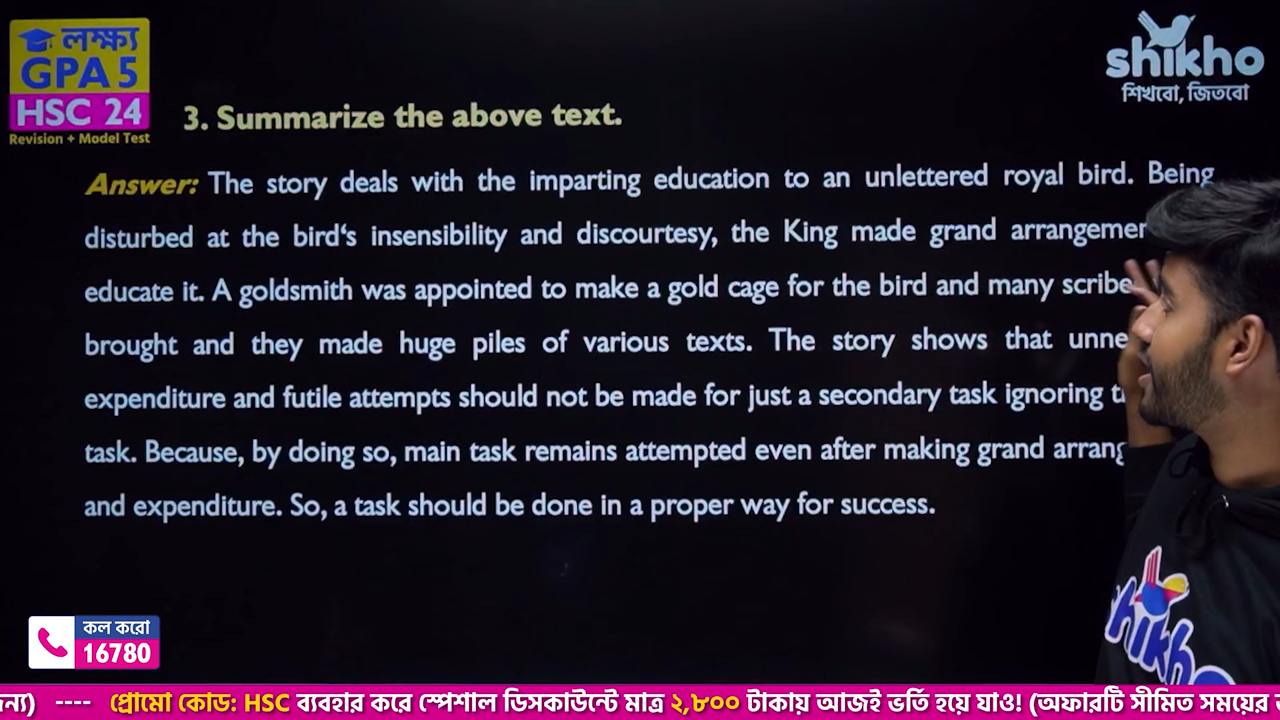 লক্ষ্য
GPA 5
HSC 24
Revision + Model Test
shikho
শিখবো, জিতবো
3. Summarize the above text.
Answer: The story deals with the imparting education to an unlettered royal bird. Being
disturbed at the bird‘s insensibility and discourtesy, the King made grand
educate it. A goldsmith was appointed to make a gold cage for the bird and many
brought and they made huge piles of various texts. The story shows that
expenditure and futile attempts should not be made for just a secondary task ignoring
task. Because, by doing so, main task remains attempted even after making grand
and expenditure. So, a task should be done in a proper way for success.
কল করো
16780
---- প্রোমো কোড: HSC ব্যবহার করে স্পেশাল ডিসকাউন্টে মাত্র ২,৮০০ টাকায় আজই ভর্তি হয়ে যাও! (অফারটি সীমিত সময়ের